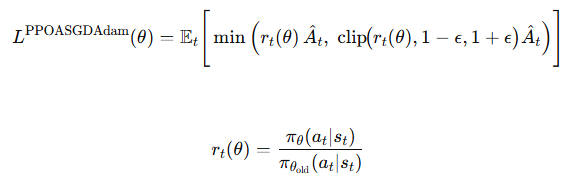 L^{PPOASGDAdam}(θ) = 𝔼_t [ min ( r_t(θ) Â_t, clip(r_t(θ), 1 − ϵ, 1 + ϵ) Â_t ) ]
r_t(θ) = π_θ(a_t|s_t) / π_{θ_old}(a_t|s_t)